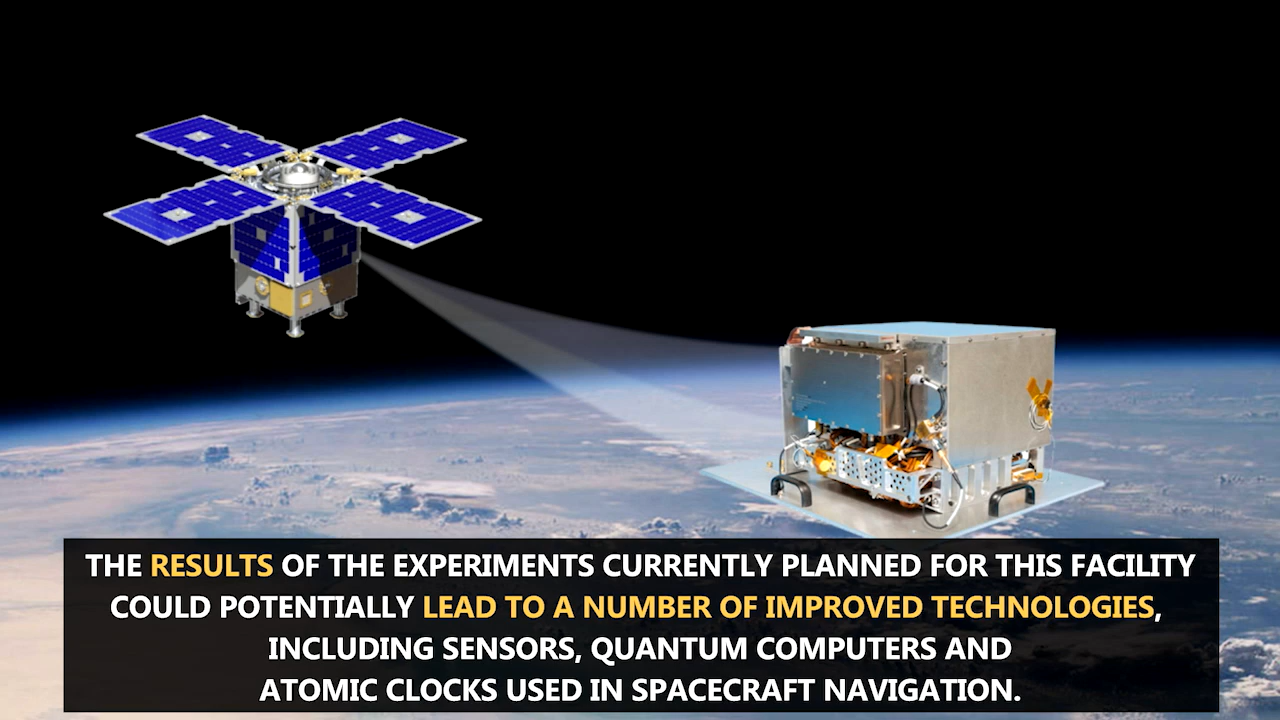 THE RESULTS OF THE EXPERIMENTS CURRENTLY PLANNED FOR THIS FACILITY
COULD POTENTIALLY LEAD TO A NUMBER OF IMPROVED TECHNOLOGIES,
INCLUDING SENSORS, QUANTUM COMPUTERS AND
ATOMIC CLOCKS USED IN SPACECRAFT NAVIGATION.